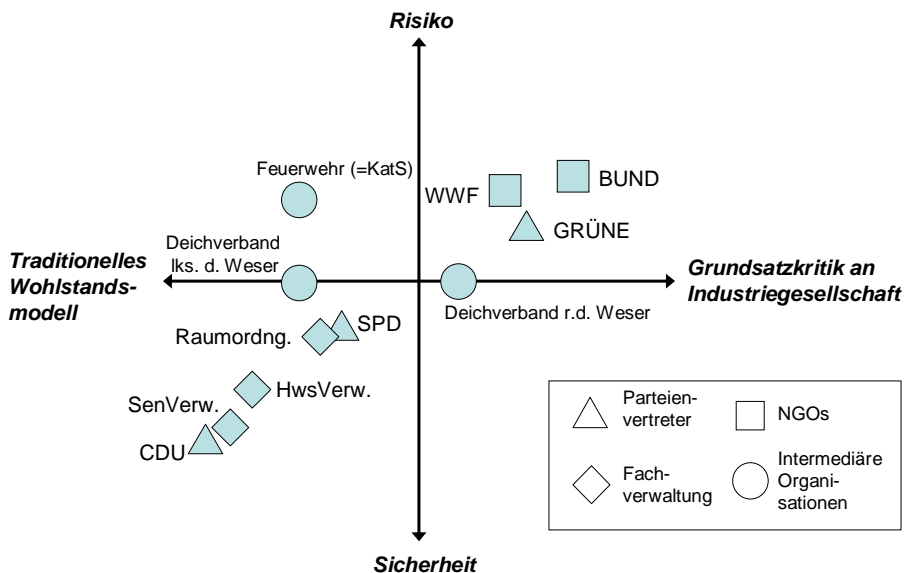 Risiko
Feuerwehr (=KatS)
WWF
BUND
GRÜNE
Deichverband
lks. d. Weser
Traditionelles
Wohlstands-
modell
Grundsatzkritik an
Industriegesellschaft
Deichverband r.d. Weser
SPD
Raumordng.
HwsVerw.
SenVerw.
CDU
Parteien-
vertreter
NGOs
Fach-
verwaltung
Intermediäre
Organi-
sationen
Sicherheit